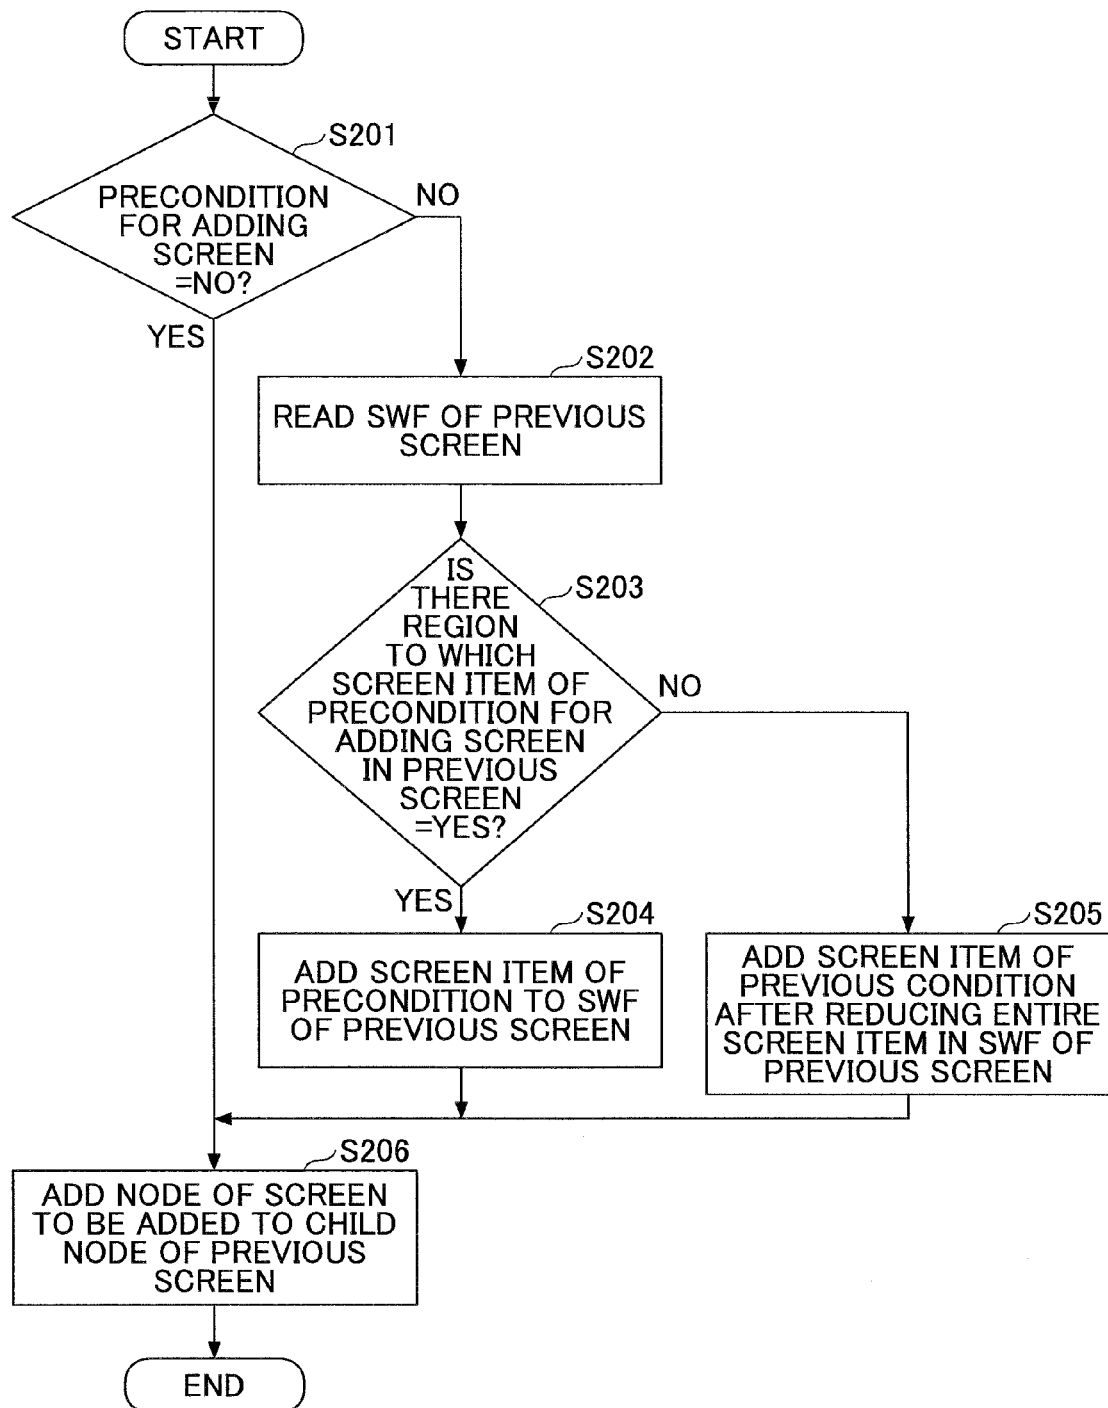 START
S201
PRECONDITION
FOR ADDING
SCREEN
=NO?
NO
YES
S202
READ SWF OF PREVIOUS
SCREEN
S203
IS
THERE
REGION
TO WHICH
SCREEN ITEM OF
PRECONDITION FOR
ADDING SCREEN
IN PREVIOUS
SCREEN
=YES?
NO
YES
S204
ADD SCREEN ITEM OF
PRECONDITION TO SWF
OF PREVIOUS SCREEN
S205
ADD SCREEN ITEM OF
PREVIOUS CONDITION
AFTER REDUCING ENTIRE
SCREEN ITEM IN SWF OF
PREVIOUS SCREEN
S206
ADD NODE OF SCREEN
TO BE ADDED TO CHILD
NODE OF PREVIOUS
SCREEN
END